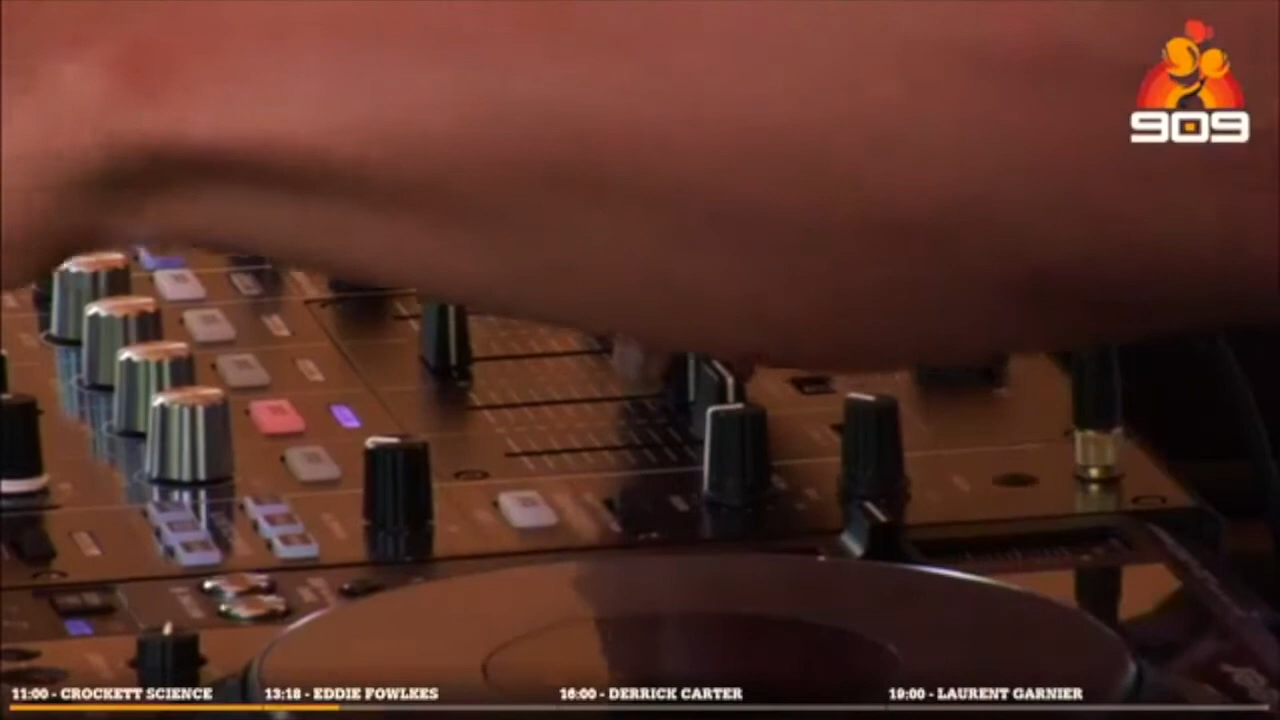 909
11:00 - CROCKETT SCIENCE
13:18 - EDDIE FOWLKES
16:00 - DERRICK CARTER
19:00 - LAURENT GARNIER